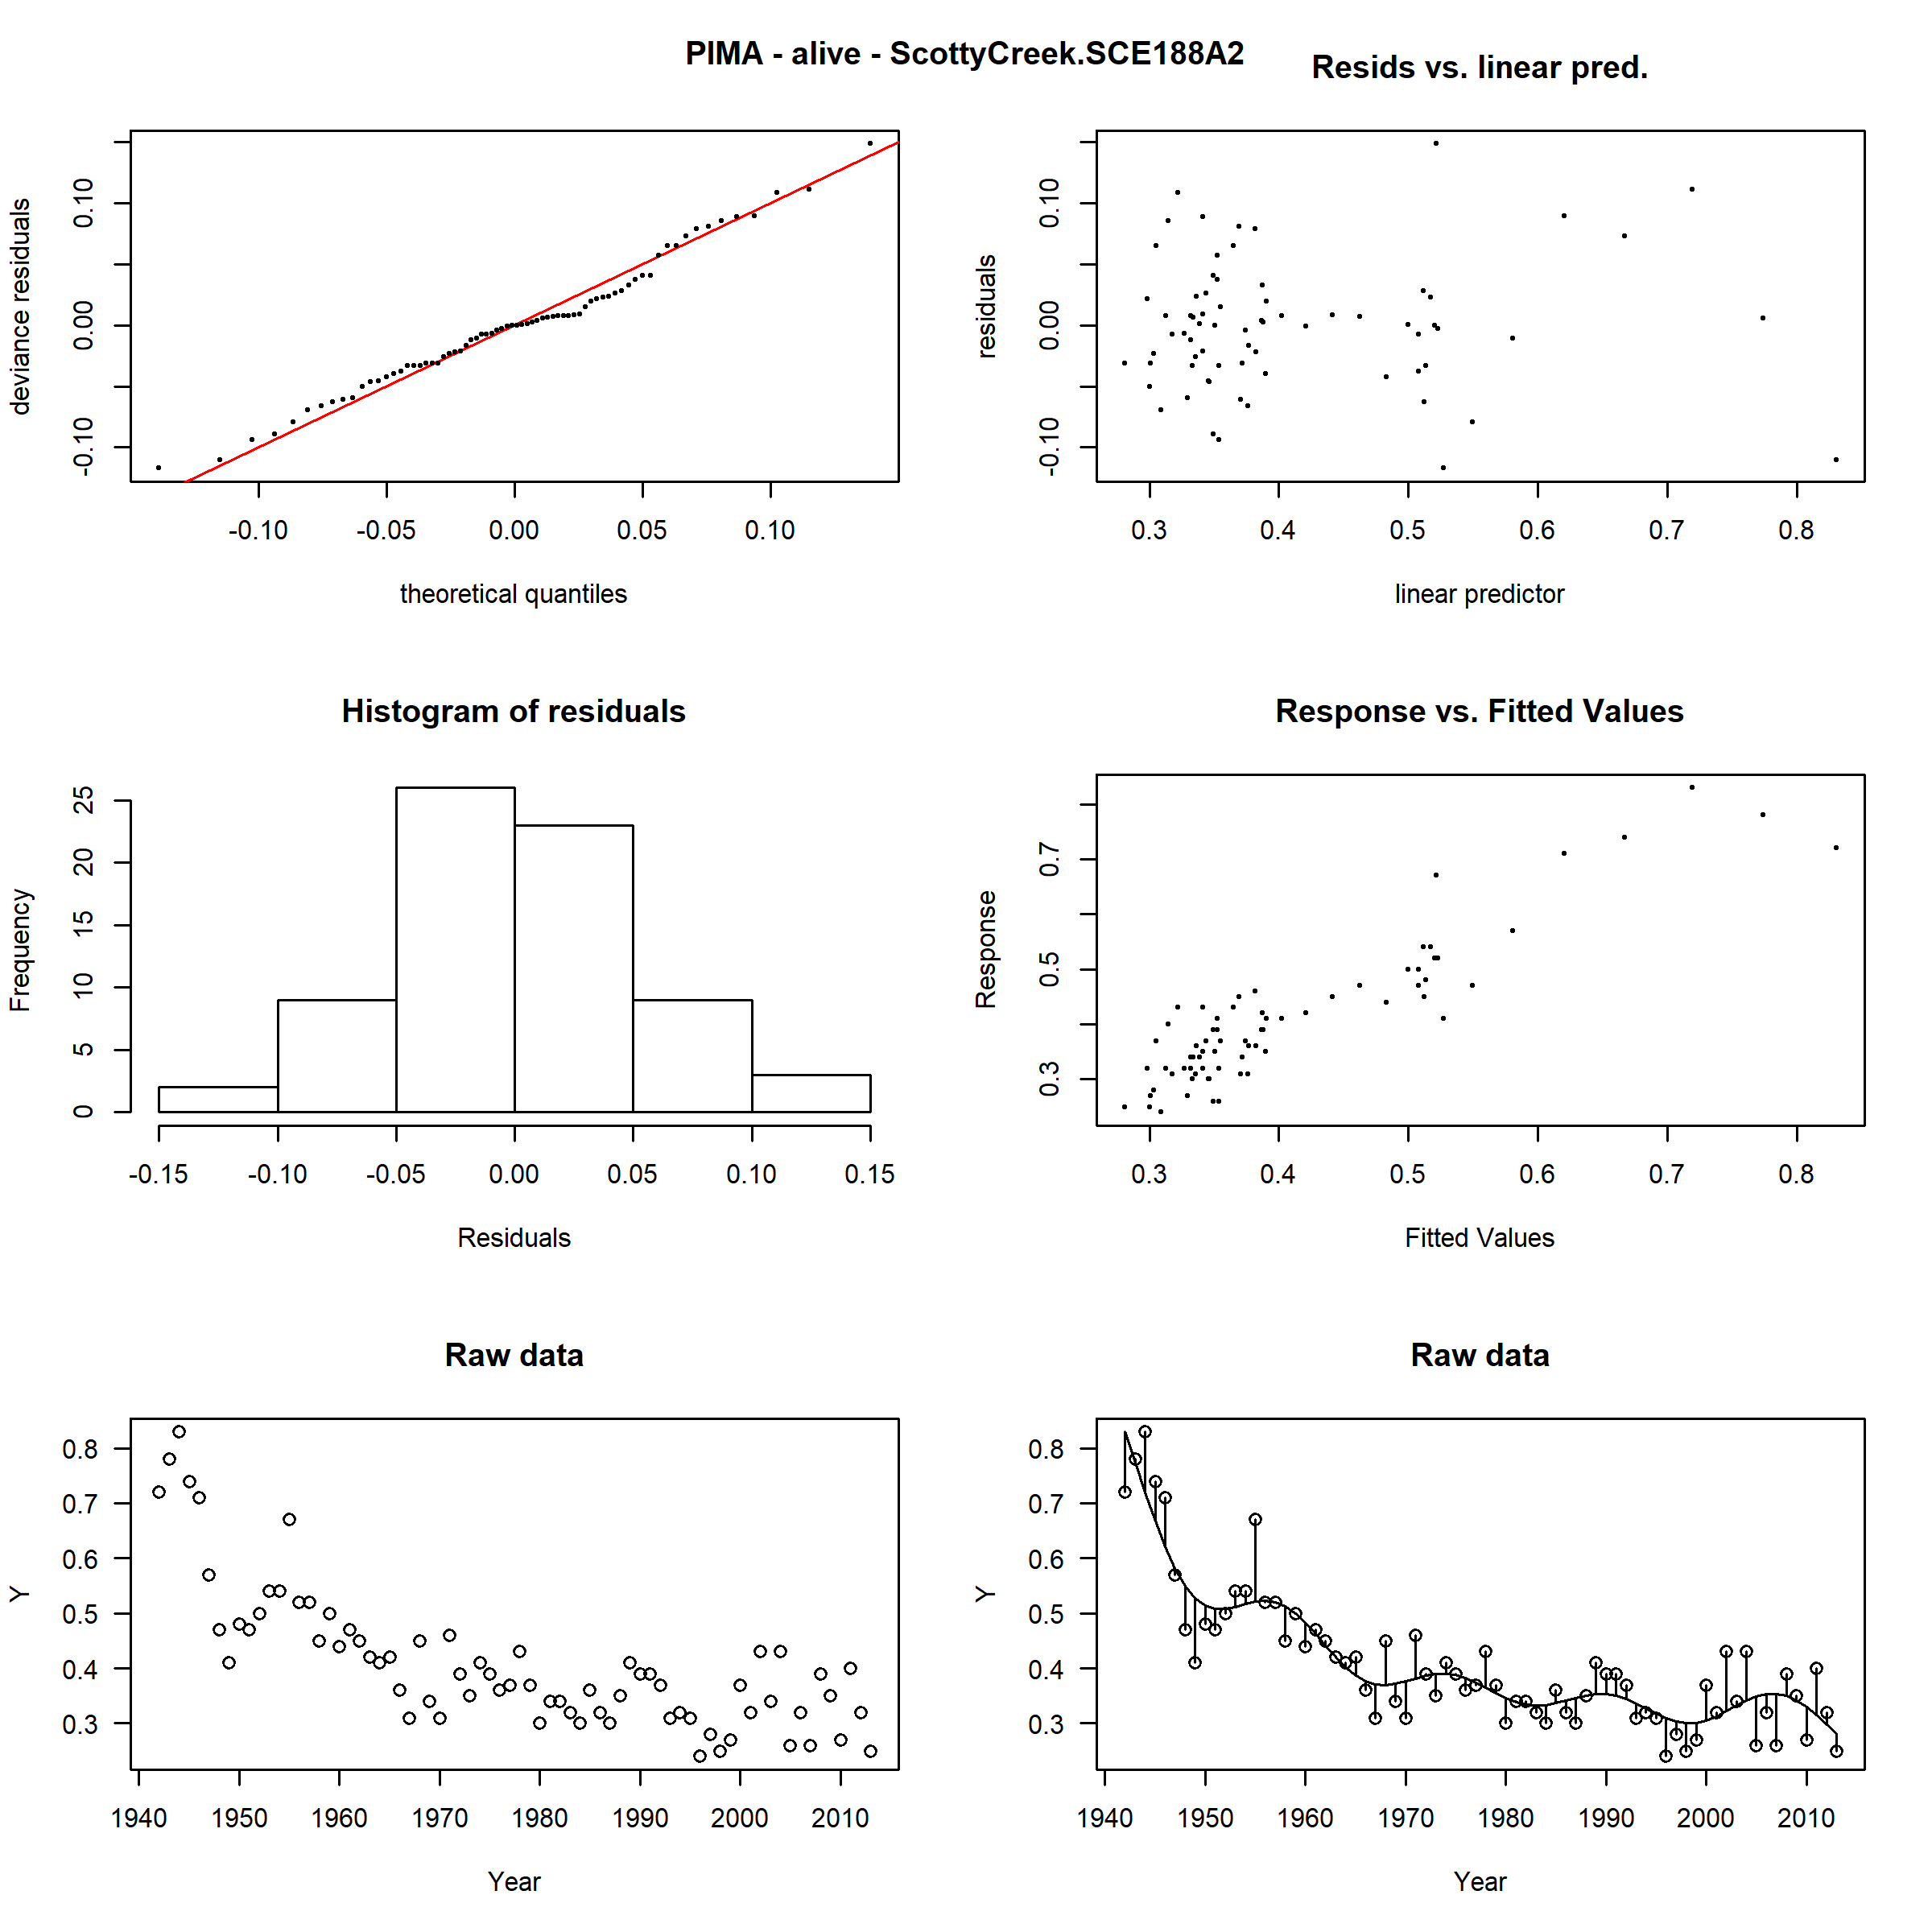 PIMA - alive - ScottyCreek.SCE188A2
Resids vs. linear pred.
deviance residuals
-0.10 0.00 0.10
-0.10 -0.05 0.00 0.05 0.10
theoretical quantiles
residuals
-0.10 0.00 0.10
0.3 0.4 0.5 0.6 0.7 0.8
linear predictor
Histogram of residuals
Frequency
0 5 10 15 20 25
-0.15 -0.10 -0.05 0.00 0.05 0.10 0.15
Residuals
Response vs. Fitted Values
Response
0.3 0.5 0.7
0.3 0.4 0.5 0.6 0.7 0.8
Fitted Values
Raw data
Y
0.8
0.7
0.6
0.5
0.4
0.3
1940 1950 1960 1970 1980 1990 2000 2010
Year
Raw data
Y
0.8
0.7
0.6
0.5
0.4
0.3
1940 1950 1960 1970 1980 1990 2000 2010
Year